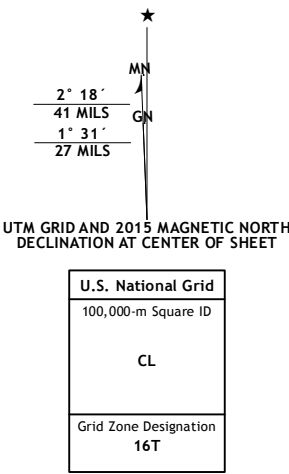 MN
2° 18´
41 MILS
GN
1° 31´
27 MILS
UTM GRID AND 2015 MAGNETIC NORTH
DECLINATION AT CENTER OF SHEET
U.S. National Grid
100,000-m Square ID
CL
Grid Zone Designation
16T